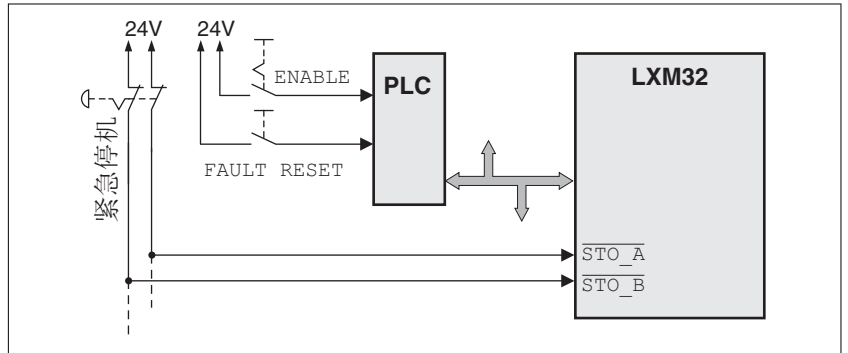 24V
24V
ENABLE
PLC
LXM32
FAULT RESET
紧急停机
STO_A
STO_B